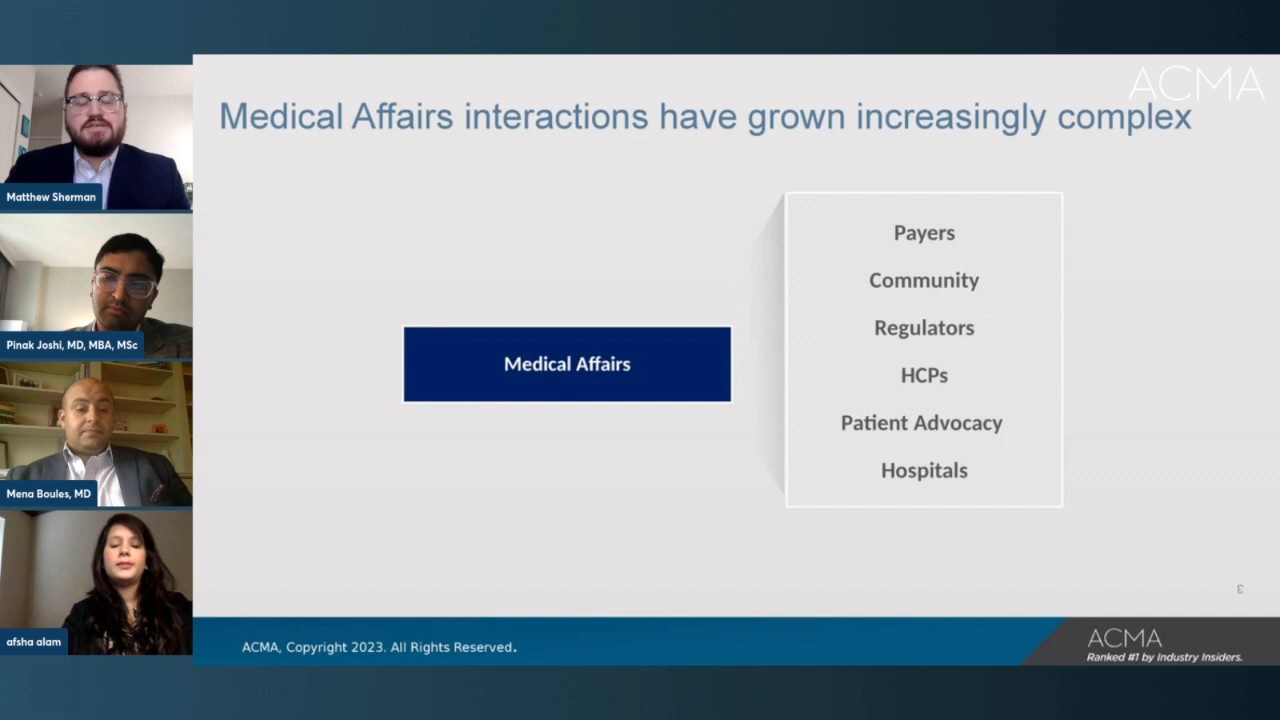 ACMA
Medical Affairs interactions have grown increasingly complex
Matthew Sherman
Pinak Joshi, MD, MBA, MSc
Mena Boules, MD
afsha alam
Medical Affairs
Payers
Community
Regulators
HCPs
Patient Advocacy
Hospitals
ACMA, Copyright 2023. All Rights Reserved.
ACMA
Ranked #1 by Industry Insiders.